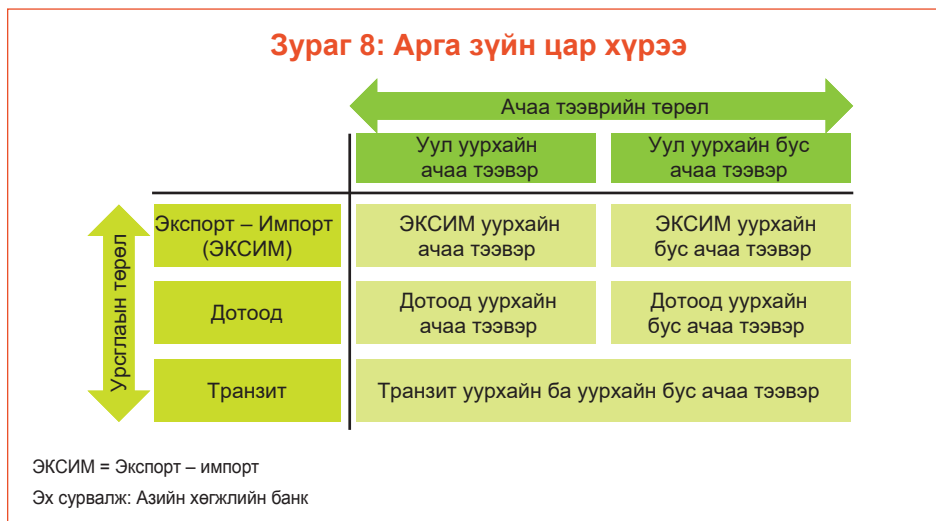 Зураг 8: Арга зүйн цар хүрээ
Ачаа тээврийн төрөл
Уул уурхайн
ачаа тээвэр
Уул уурхайн бус
ачаа тээвэр
Урсглаын төрөл
Экспорт – Импорт
(ЭКСИМ)
ЭКСИМ уурхайн
ачаа тээвэр
ЭКСИМ уурхайн
бус ачаа тээвэр
Дотоод
Дотоод уурхайн
ачаа тээвэр
Дотоод уурхайн
бус ачаа тээвэр
Транзит
Транзит уурхайн ба уурхайн бус ачаа тээвэр
ЭКСИМ = Экспорт – импорт
Эх сурвалж: Азийн хөгжлийн банк